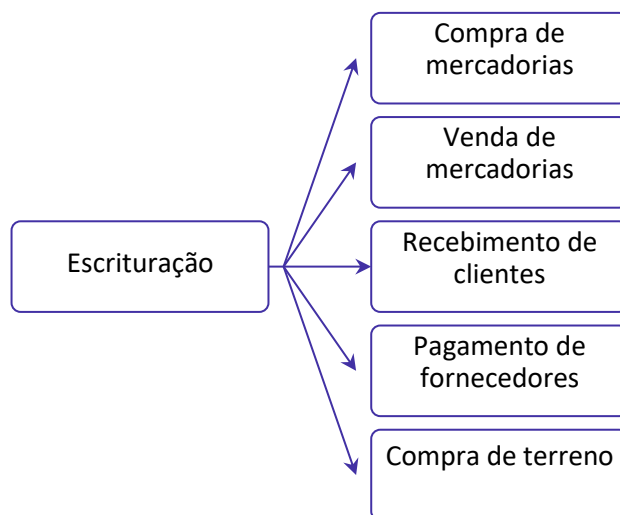 Compra de
mercadorias
Venda de
mercadorias
Escrituração
Recebimento de
clientes
Pagamento de
fornecedores
Compra de terreno